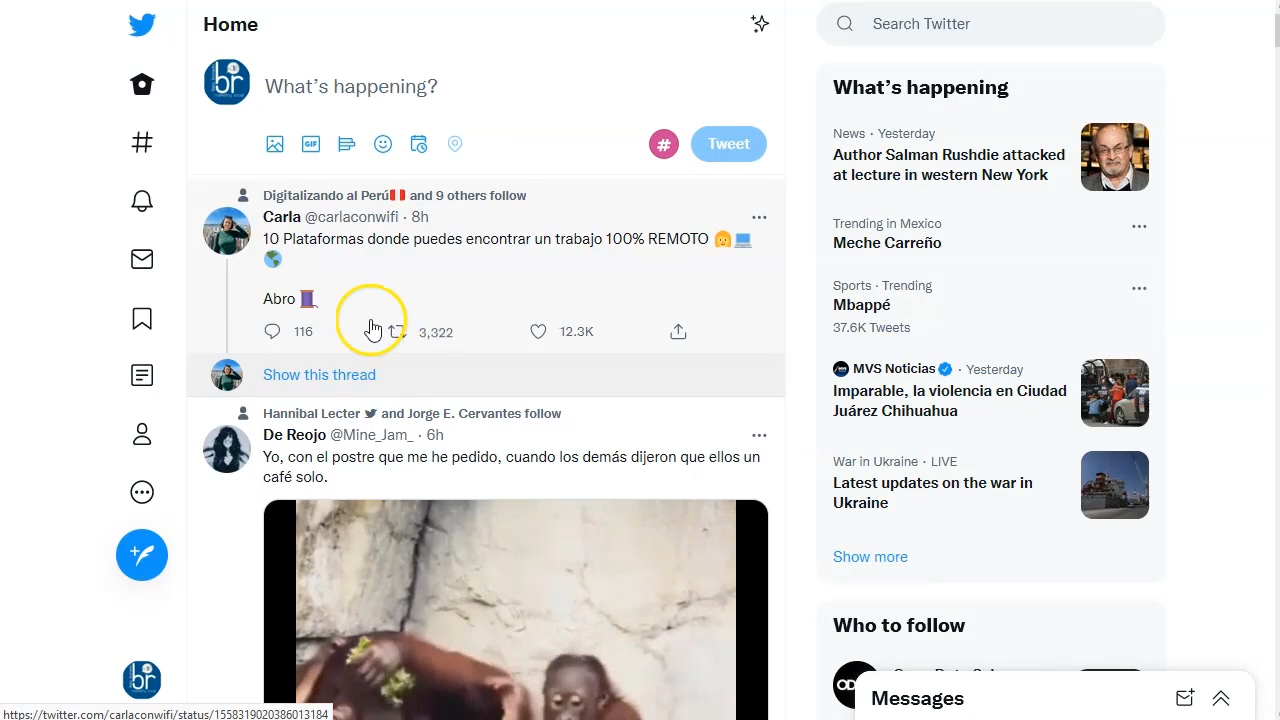 Home
What's happening?
GIF
# Tweet
Digitalizando al Perú🇵🇪 and 9 others follow
Carla @carlaconwifi · 8h
10 Plataformas donde puedes encontrar un trabajo 100% REMOTO 👩💻
🌎
Abro 🧵
116 3,322 12.3K
Show this thread
Hannibal Lecter and Jorge E. Cervantes follow
De Reojo @Mine_Jam_ · 6h
Yo, con el postre que me he pedido, cuando los demás dijeron que ellos un
café solo.
Search Twitter
What's happening
News · Yesterday
Author Salman Rushdie attacked
at lecture in western New York
Trending in Mexico
Meche Carreño
Sports · Trending
Mbappé
37.6K Tweets
MVS Noticias · Yesterday
Imparable, la violencia en Ciudad
Juárez Chihuahua
War in Ukraine · LIVE
Latest updates on the war in
Ukraine
Show more
Who to follow
Messages
br
https://twitter.com/carlaconwifi/status/1558319020386013184